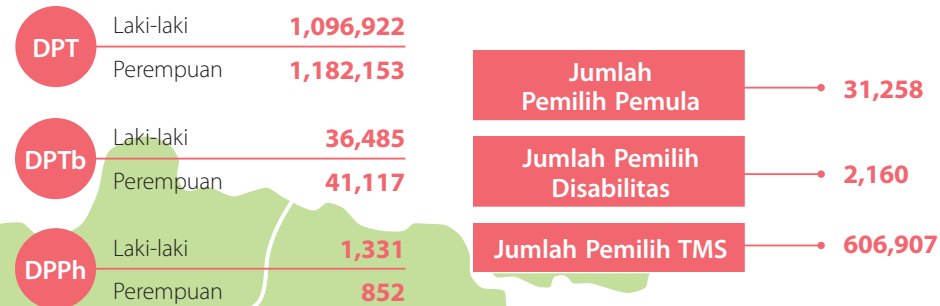 DPT
Laki-laki 1,096,922
Perempuan 1,182,153
DPTb
Laki-laki 36,485
Perempuan 41,117
DPPh
Laki-laki 1,331
Perempuan 852
Jumlah
Pemilih Pemula
31,258
Jumlah Pemilih
Disabilitas
2,160
Jumlah Pemilih TMS
606,907